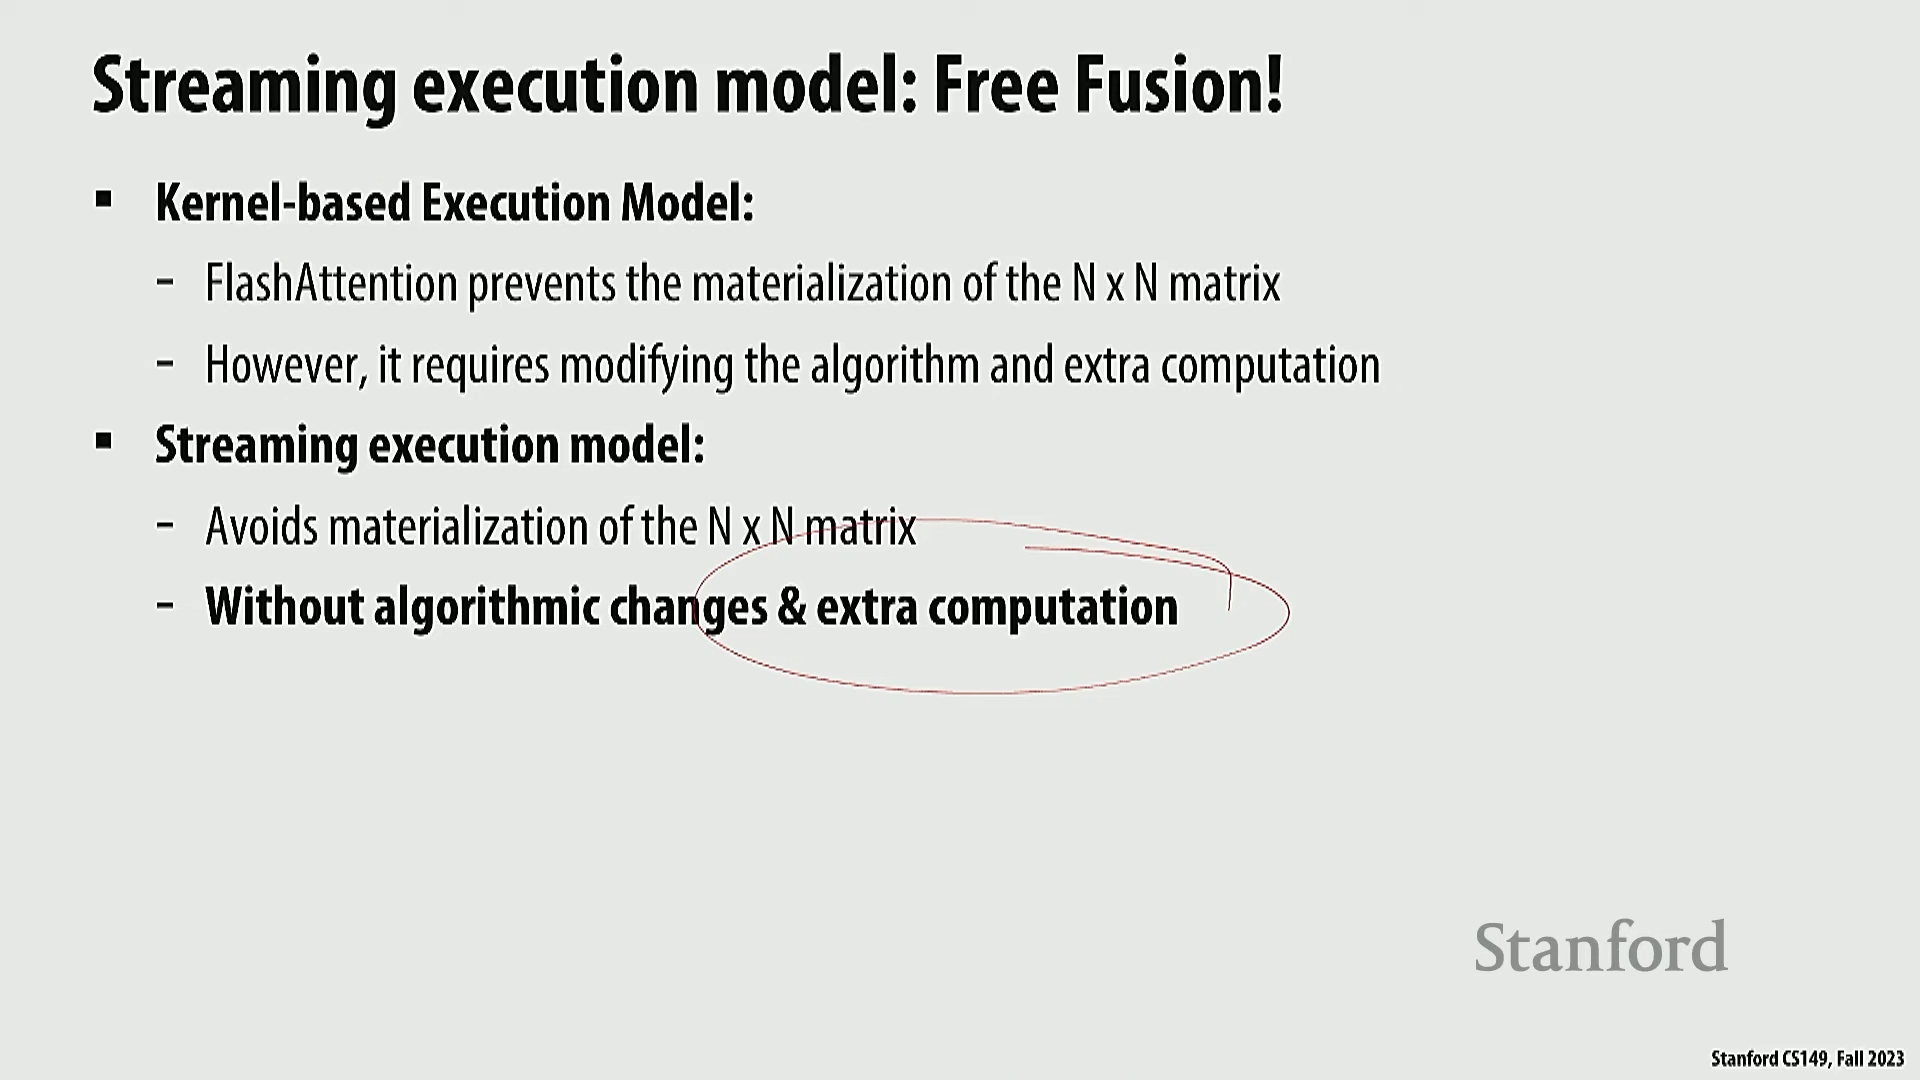 Streaming execution model: Free Fusion!
▪ Kernel-based Execution Model:
– FlashAttention prevents the materialization of the N x N matrix
– However, it requires modifying the algorithm and extra computation
▪ Streaming execution model:
– Avoids materialization of the N x N matrix
– Without algorithmic changes & extra computation
Stanford
Stanford CS149, Fall 2023